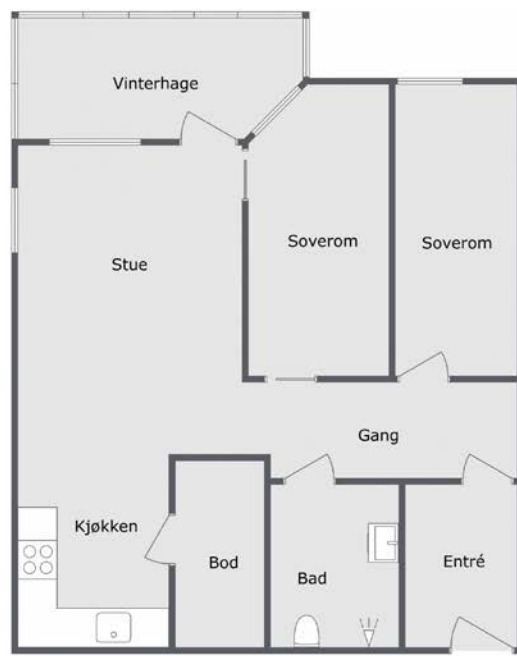 Vinterhage
Soverom
Soverom
Stue
Gang
Kjøkken
Bod
Bad
Entré